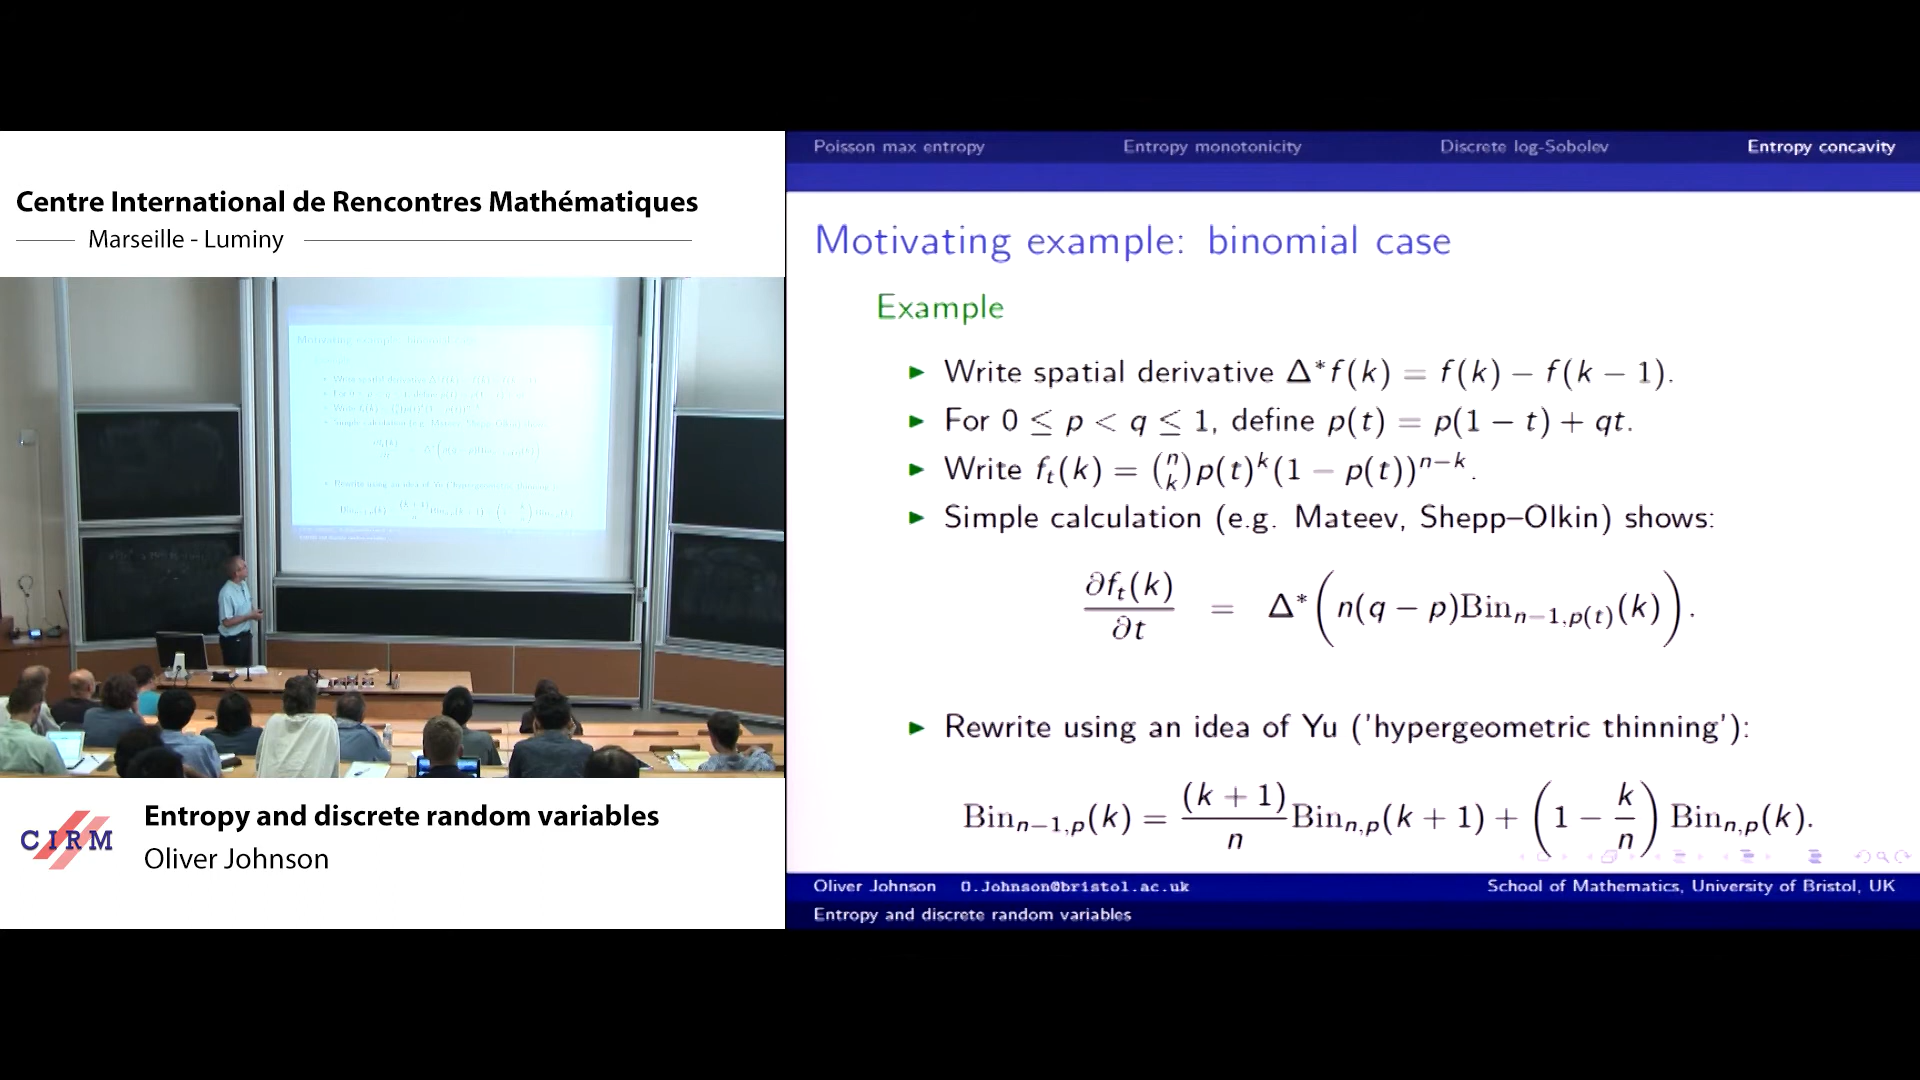 Centre International de Rencontres Mathématiques
Marseille - Luminy
CIRM
Entropy and discrete random variables
Oliver Johnson
Poisson max entropy Entropy monotonicity Discrete log-Sobolev Entropy concavity
Motivating example: binomial case
Example
Write spatial derivative Δ*f(k) = f(k) − f(k − 1).
For 0 ≤ p < q ≤ 1, define p(t) = p(1 − t) + qt.
Write fₜ(k) = (n k) p(t)^k (1 − p(t))^{n−k}.
Simple calculation (e.g. Mateev, Shepp–Olkin) shows:
∂fₜ(k)/∂t = Δ*( n(q − p)Bin_{n−1,p(t)}(k) ).
Rewrite using an idea of Yu ('hypergeometric thinning'):
Bin_{n−1,p}(k) = (k + 1)/n Bin_{n,p}(k + 1) + (1 − k/n) Bin_{n,p}(k).
Oliver Johnson O.Johnson@bristol.ac.uk School of Mathematics, University of Bristol, UK
Entropy and discrete random variables